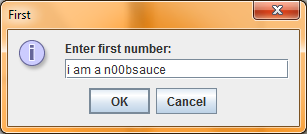 First
Enter first number:
i am a n00bsauce
OK
Cancel